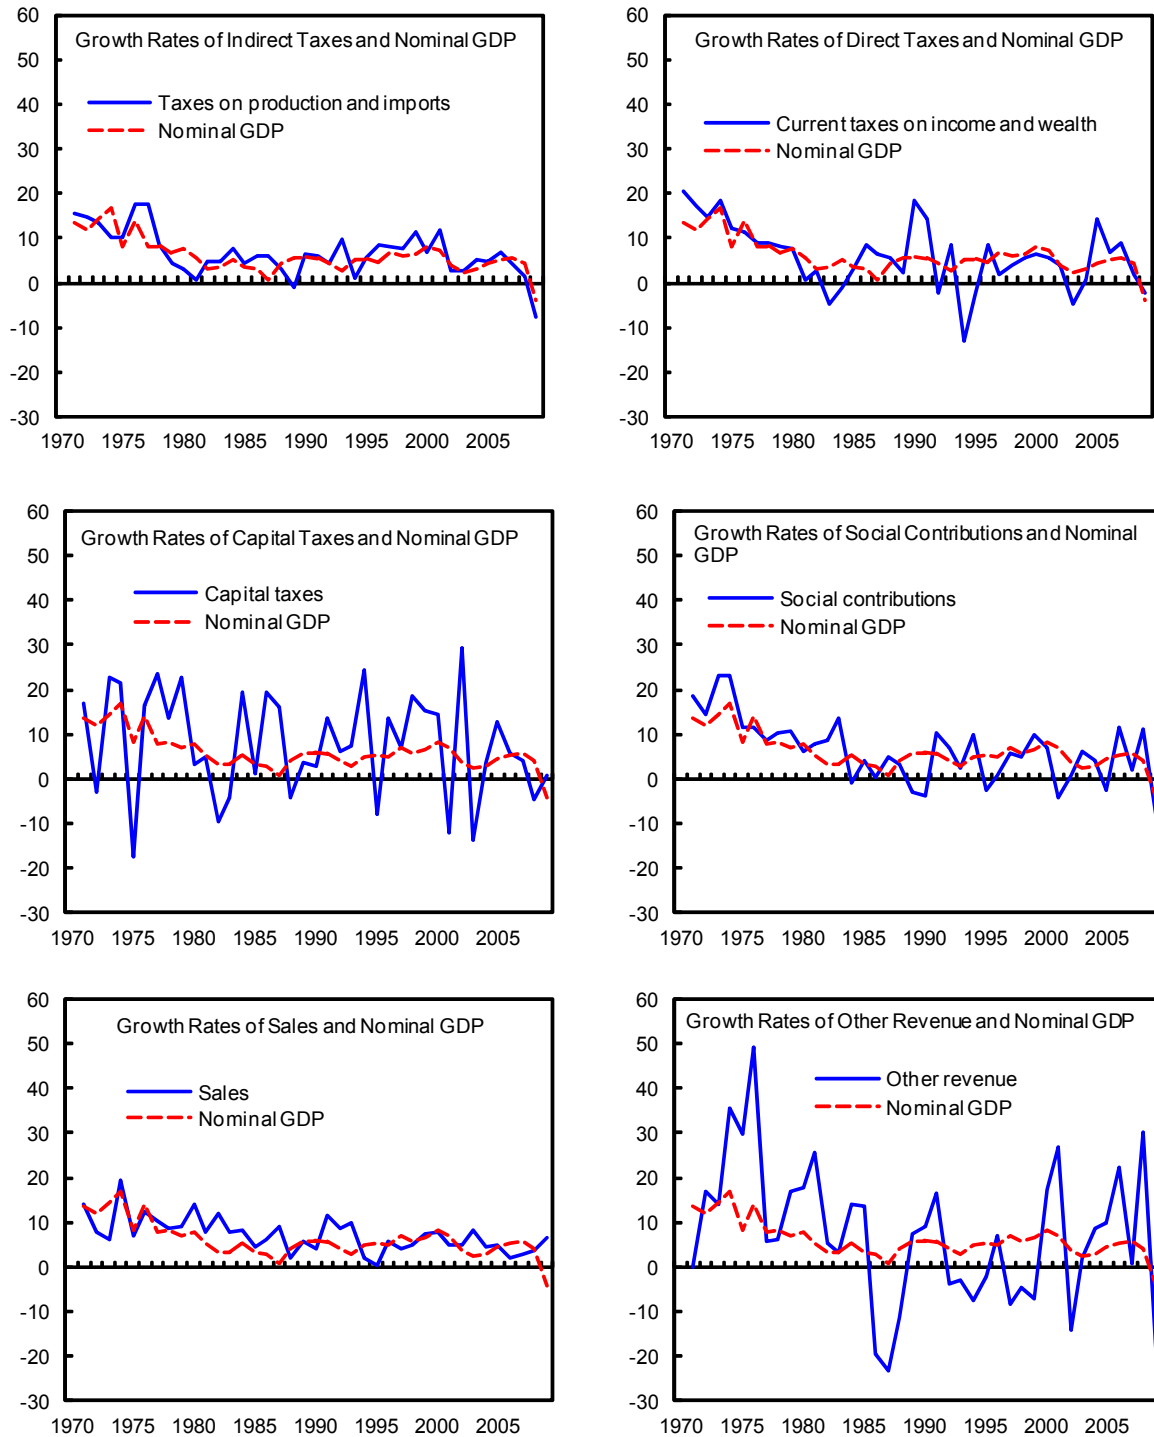 Growth Rates of Indirect Taxes and Nominal GDP
Taxes on production and imports
Nominal GDP
60
50
40
30
20
10
0
-10
-20
-30
1970 1975 1980 1985 1990 1995 2000 2005
Growth Rates of Direct Taxes and Nominal GDP
Current taxes on income and wealth
Nominal GDP
60
50
40
30
20
10
0
-10
-20
-30
1970 1975 1980 1985 1990 1995 2000 2005
Growth Rates of Capital Taxes and Nominal GDP
Capital taxes
Nominal GDP
60
50
40
30
20
10
0
-10
-20
-30
1970 1975 1980 1985 1990 1995 2000 2005
Growth Rates of Social Contributions and Nominal
GDP
Social contributions
Nominal GDP
60
50
40
30
20
10
0
-10
-20
-30
1970 1975 1980 1985 1990 1995 2000 2005
Growth Rates of Sales and Nominal GDP
Sales
Nominal GDP
60
50
40
30
20
10
0
-10
-20
-30
1970 1975 1980 1985 1990 1995 2000 2005
Growth Rates of Other Revenue and Nominal GDP
Other revenue
Nominal GDP
60
50
40
30
20
10
0
-10
-20
-30
1970 1975 1980 1985 1990 1995 2000 2005